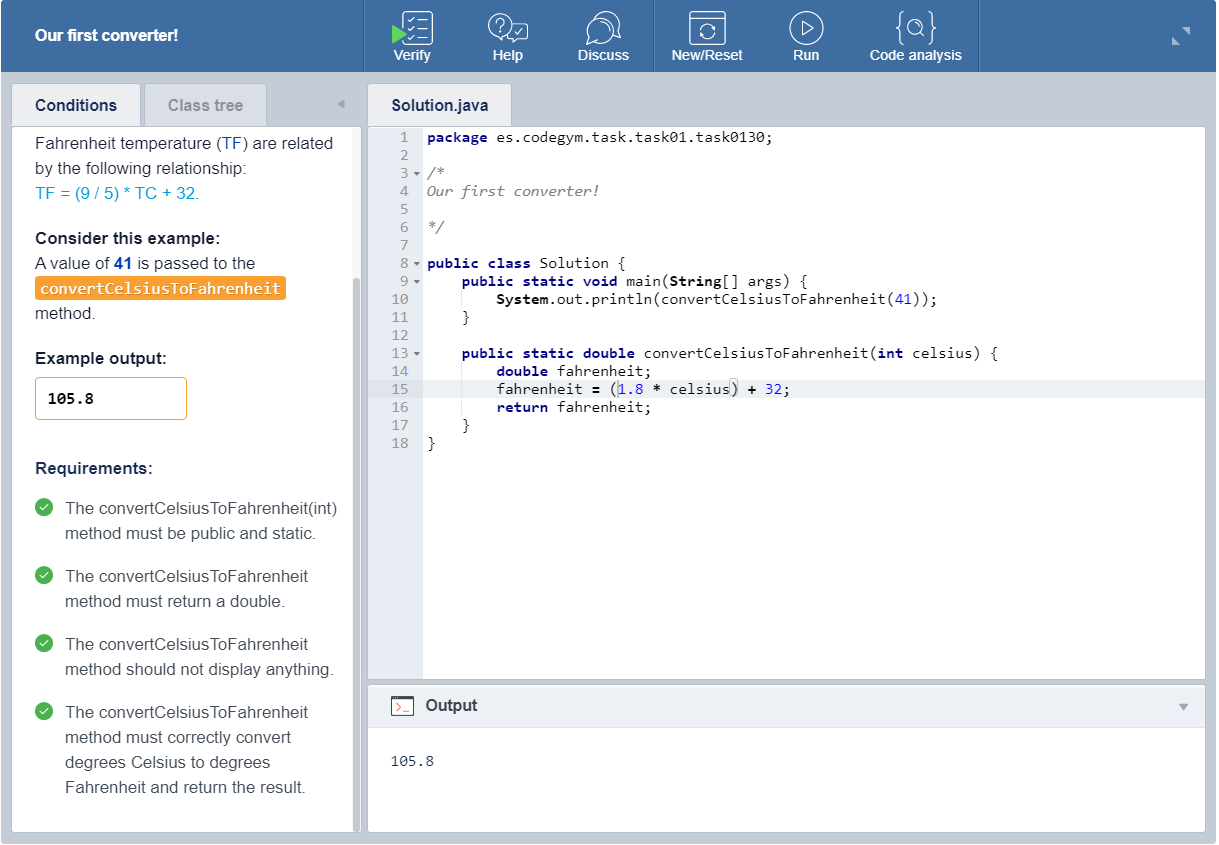 Our first converter!
Verify
Help
Discuss
New/Reset
Run
Code analysis
Conditions
Class tree
Fahrenheit temperature (TF) are related
by the following relationship:
TF = (9 / 5) * TC + 32.
Consider this example:
A value of 41 is passed to the
convertCelsiusToFahrenheit
method.
Example output:
105.8
Requirements:
The convertCelsiusToFahrenheit(int)
method must be public and static.
The convertCelsiusToFahrenheit
method must return a double.
The convertCelsiusToFahrenheit
method should not display anything.
The convertCelsiusToFahrenheit
method must correctly convert
degrees Celsius to degrees
Fahrenheit and return the result.
Solution.java
1 package es.codegym.task.task01.task0130;
2
3 /*
4 Our first converter!
5
6 */
7
8 public class Solution {
9     public static void main(String[] args) {
10         System.out.println(convertCelsiusToFahrenheit(41));
11     }
12
13     public static double convertCelsiusToFahrenheit(int celsius) {
14         double fahrenheit;
15         fahrenheit = (1.8 * celsius) + 32;
16         return fahrenheit;
17     }
18 }
Output
105.8